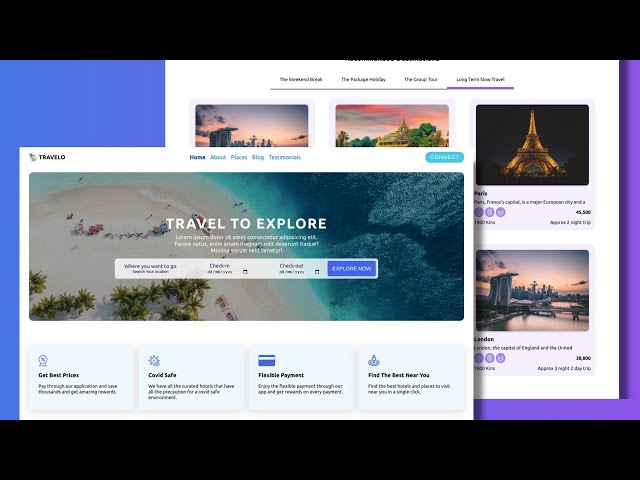 The Weekend Break
The Package Holiday
The Group Tour
Long Term Slow Travel
TRAVELO
Home
About
Places
Blog
Testimonials
CONNECT
TRAVEL TO EXPLORE
Lorem ipsum dolor sit amet consectetur adipisicing elit.
Facere natus, enim ipsam magnam edit deserunt itaque?
Minima earum velit tenetur!
Where you want to go
Search Your location
Check-in
dd/mm/yyyy
Check-out
dd/mm/yyyy
EXPLORE NOW
Get Best Prices
Pay through our application and save
thousands and get amazing rewards.
Covid Safe
We have all the curated hotels that have
all the precaution for a covid safe
environment.
Flexible Payment
Enjoy the flexible payment through our
app and get rewards on every payment.
Find The Best Near You
Find the best hotels and places to visit
near you in a single click.
Paris
Paris, France's capital, is a major European city and a
45,500
1000 Kms
Approx 2 night trip
London
London, the capital of England and the United
38,800
1000 Kms
Approx 3 night 2 day trip